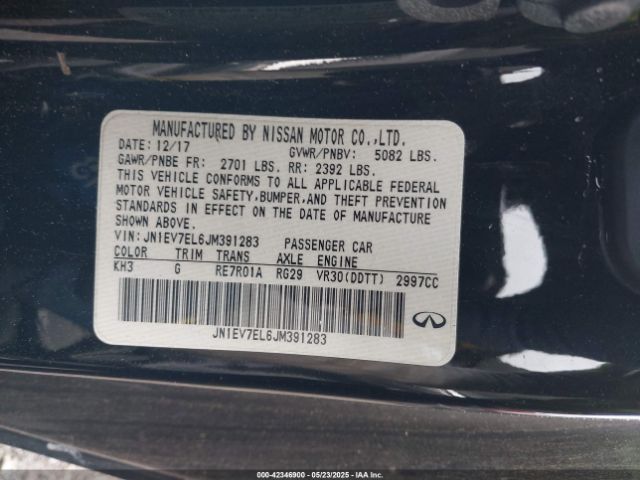 MANUFACTURED BY NISSAN MOTOR CO.,LTD.
DATE: 12/17 GVWR/PNBV: 5082 LBS.
GAWR/PNBE FR: 2701 LBS. RR: 2392 LBS.
THIS VEHICLE CONFORMS TO ALL APPLICABLE FEDERAL
MOTOR VEHICLE SAFETY,BUMPER,AND THEFT PREVENTION
STANDARDS IN EFFECT ON THE DATE OF MANUFACTURE
SHOWN ABOVE.
VIN:JN1EV7EL6JM391283 PASSENGER CAR
COLOR TRIM TRANS AXLE ENGINE
KH3 G RE7R01A RG29 VR30(DDTT) 2997CC
JN1EV7EL6JM391283
000-42346900 — 05/23/2025 — IAAI.COM